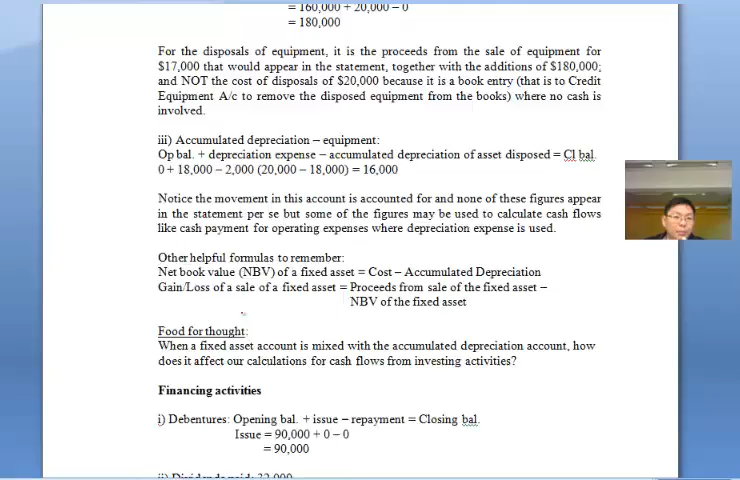 = 160,000 + 20,000 – 0
= 180,000
For the disposals of equipment, it is the proceeds from the sale of equipment for
$17,000 that would appear in the statement, together with the additions of $180,000;
and NOT the cost of disposals of $20,000 because it is a book entry (that is to Credit
Equipment A/c to remove the disposed equipment from the books) where no cash is
involved.
iii) Accumulated depreciation – equipment:
Op bal. + depreciation expense – accumulated depreciation of asset disposed = Cl bal.
0 + 18,000 – 2,000 (20,000 – 18,000) = 16,000
Notice the movement in this account is accounted for and none of these figures appear
in the statement per se but some of the figures may be used to calculate cash flows
like cash payment for operating expenses where depreciation expense is used.
Other helpful formulas to remember:
Net book value (NBV) of a fixed asset = Cost – Accumulated Depreciation
Gain/Loss of a sale of a fixed asset = Proceeds from sale of the fixed asset –
NBV of the fixed asset
Food for thought:
When a fixed asset account is mixed with the accumulated depreciation account, how
does it affect our calculations for cash flows from investing activities?
Financing activities
i) Debentures: Opening bal. + issue – repayment = Closing bal.
Issue = 90,000 + 0 – 0
= 90,000
ii) Dividends paid: 32,000